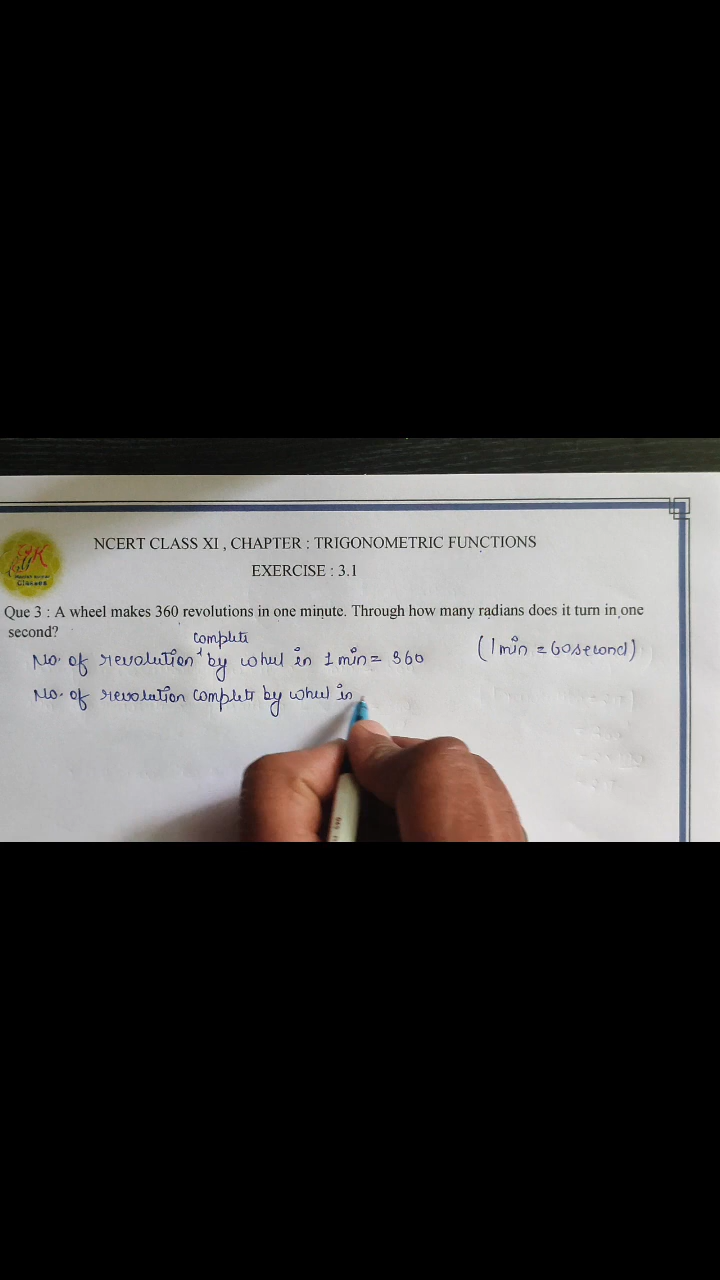 NCERT CLASS XI , CHAPTER : TRIGONOMETRIC FUNCTIONS
EXERCISE : 3.1
Classes
Que 3 : A wheel makes 360 revolutions in one minute. Through how many radians does it turn in one
second?
complete
No. of revolution by wheel in 1 min = 360 (1 min = 60 second)
No. of revolution complete by wheel in